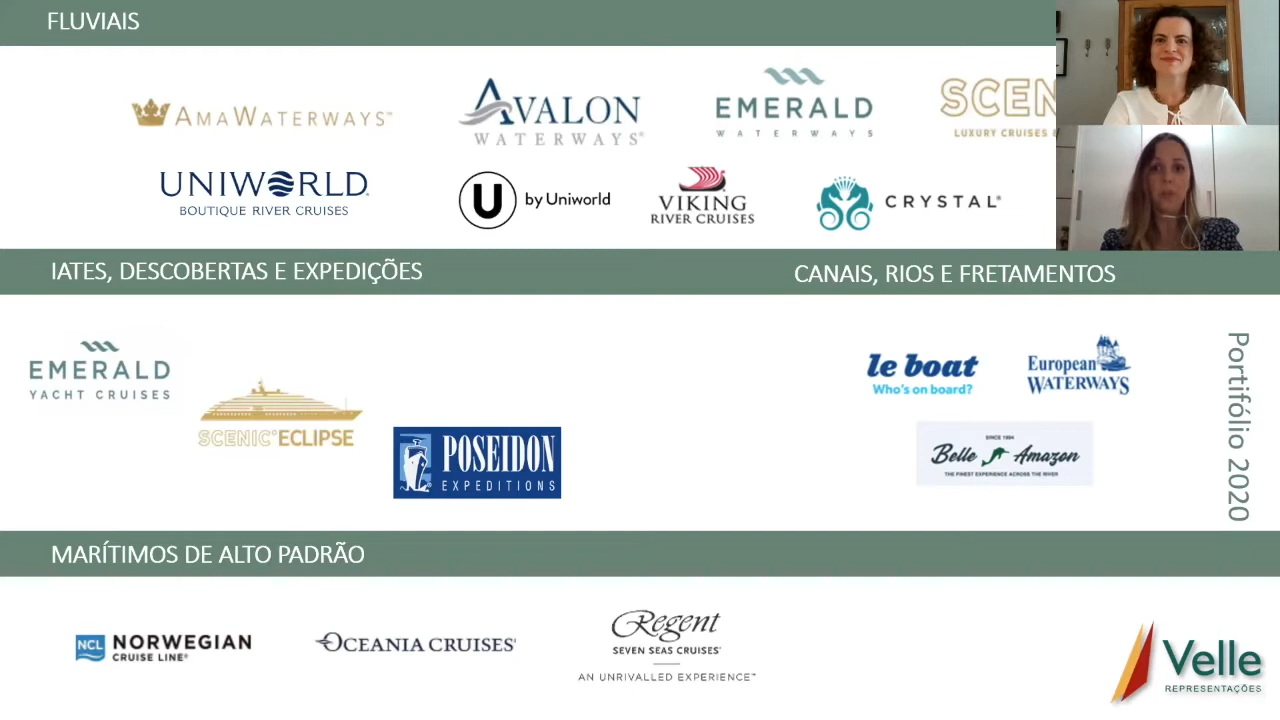 FLUVIAIS
AMAWATERWAYS™
AVALON
WATERWAYS®
EMERALD
WATERWAYS
SCEN
LUXURY CRUISES
UNIWORLD®
BOUTIQUE RIVER CRUISES
U by Uniworld
VIKING
RIVER CRUISES
CRYSTAL®
IATES, DESCOBERTAS E EXPEDIÇÕES
CANAIS, RIOS E FRETAMENTOS
EMERALD
YACHT CRUISES
SCENIC® ECLIPSE
POSEIDON
EXPEDITIONS
le boat
Who's on board?
European
WATERWAYS
SINCE 1994
Belle Amazon
THE FINEST EXPERIENCE ACROSS THE RIVER
Portifólio 2020
MARÍTIMOS DE ALTO PADRÃO
NCL NORWEGIAN
CRUISE LINE®
OCEANIA CRUISES®
Regent
SEVEN SEAS CRUISES®
AN UNRIVALLED EXPERIENCE™
Velle
REPRESENTAÇÕES